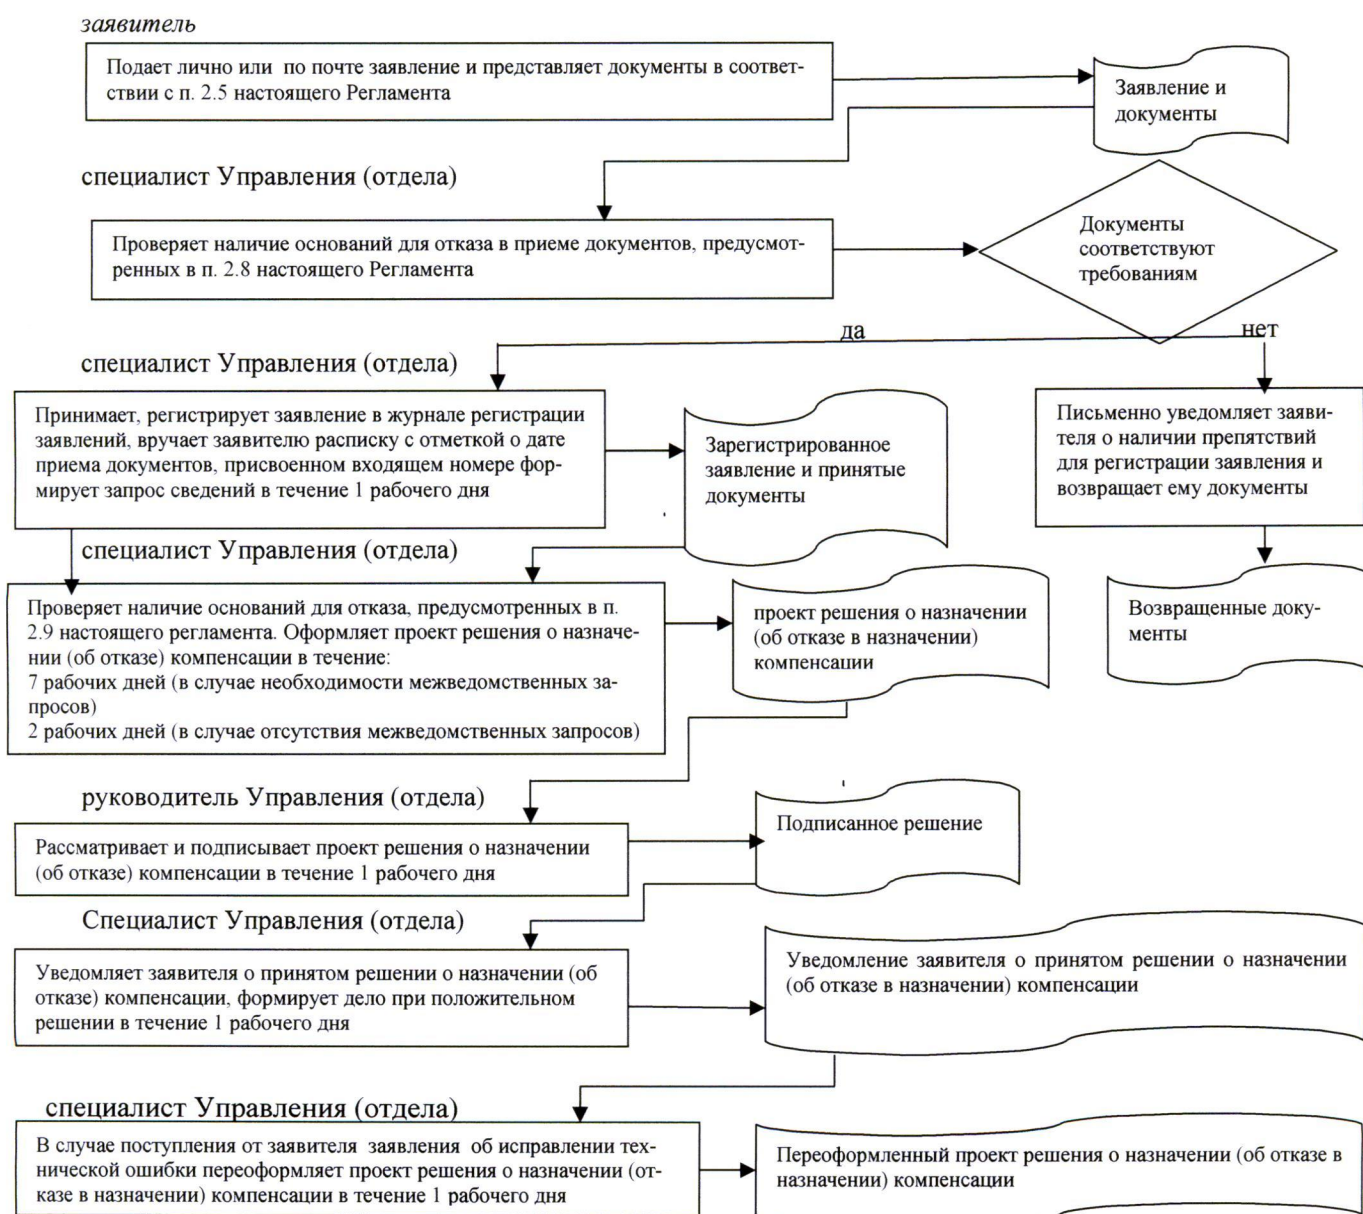 заявитель
Подает лично или по почте заявление и представляет документы в соответ-
ствии с п. 2.5 настоящего Регламента
Заявление и
документы
специалист Управления (отдела)
Проверяет наличие оснований для отказа в приеме документов, предусмот-
ренных в п. 2.8 настоящего Регламента
Документы
соответствуют
требованиям
да
нет
специалист Управления (отдела)
Принимает, регистрирует заявление в журнале регистрации
заявлений, вручает заявителю расписку с отметкой о дате
приема документов, присвоенном входящем номере фор-
мирует запрос сведений в течение 1 рабочего дня
Зарегистрированное
заявление и принятые
документы
Письменно уведомляет заяви-
теля о наличии препятствий
для регистрации заявления и
возвращает ему документы
специалист Управления (отдела)
Проверяет наличие оснований для отказа, предусмотренных в п.
2.9 настоящего регламента. Оформляет проект решения о назначе-
нии (об отказе) компенсации в течение:
7 рабочих дней (в случае необходимости межведомственных за-
просов)
2 рабочих дней (в случае отсутствия межведомственных запросов)
проект решения о назначении
(об отказе в назначении)
компенсации
Возвращенные доку-
менты
руководитель Управления (отдела)
Рассматривает и подписывает проект решения о назначении
(об отказе) компенсации в течение 1 рабочего дня
Подписанное решение
Специалист Управления (отдела)
Уведомляет заявителя о принятом решении о назначении (об
отказе) компенсации, формирует дело при положительном
решении в течение 1 рабочего дня
Уведомление заявителя о принятом решении о назначении
(об отказе в назначении) компенсации
специалист Управления (отдела)
В случае поступления от заявителя заявления об исправлении тех-
нической ошибки переоформляет проект решения о назначении (от-
казе в назначении) компенсации в течение 1 рабочего дня
Переоформленный проект решения о назначении (об отказе в
назначении) компенсации